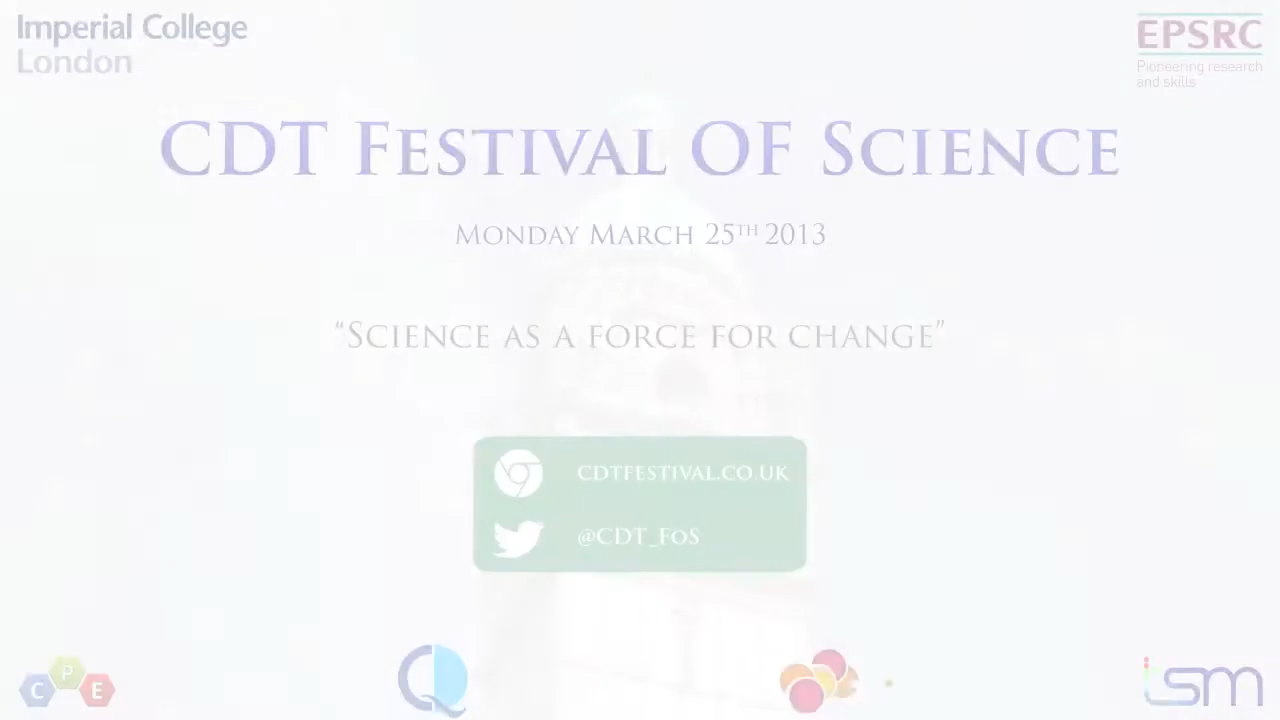 Imperial College
London
EPSRC
Pioneering research
and skills
CDT Festival OF Science
Monday March 25th 2013
“Science as a force for change”
cdtfestival.co.uk
@CDT_FoS
C P E
Q
tsm